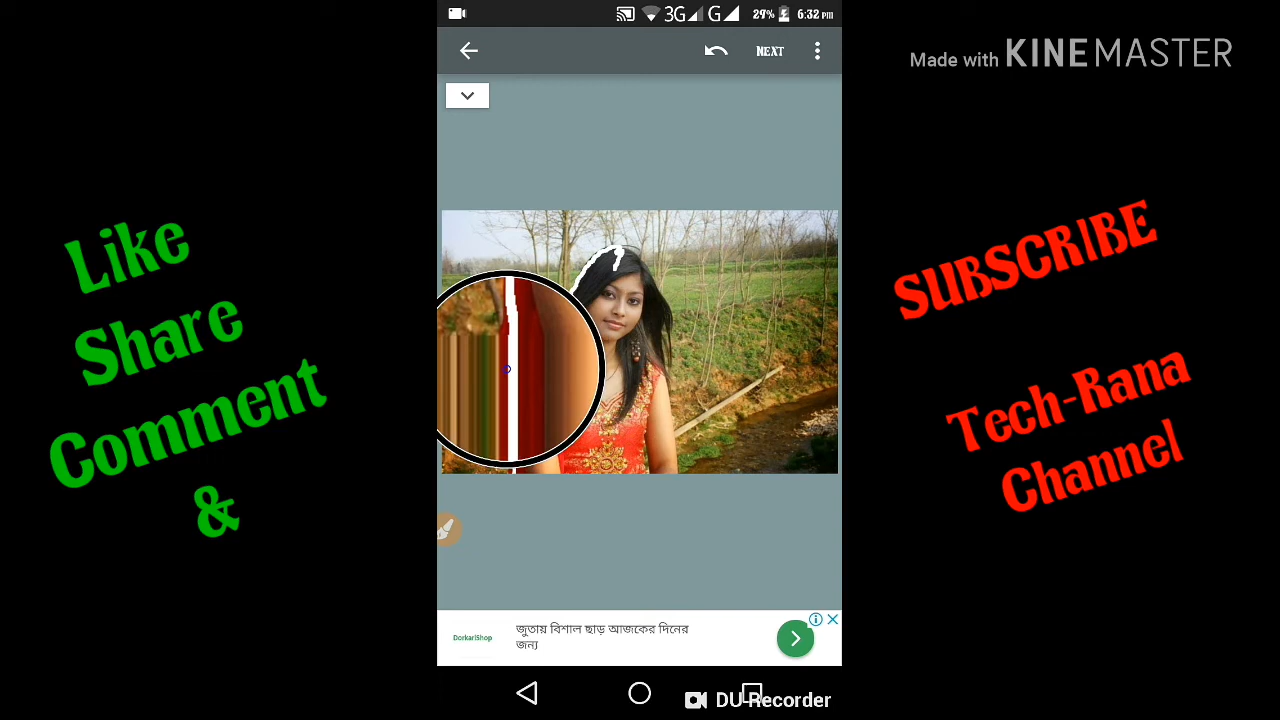 3G G 29% 6:32 PM
NEXT
Made with KINEMASTER
Like
Share
Comment
&
SUBSCRIBE
Tech-Rana
Channel
DorkariShop
জুতায় বিশাল ছাড় আজকের দিনের
জন্য
DU Recorder